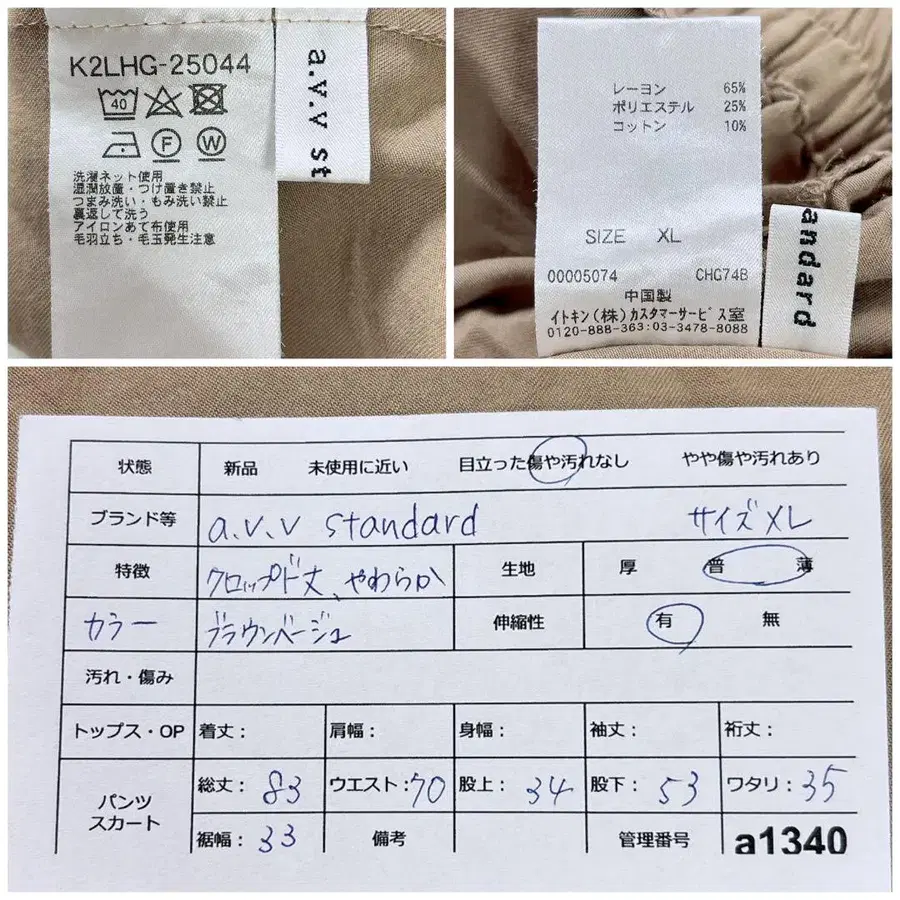 K2LHG-25044
40
F
W
洗濯ネット使用
湿潤放置・つけ置き禁止
つまみ洗い・もみ洗い禁止
裏返して洗う
アイロンあて布使用
毛羽立ち・毛玉発生注意
a.v.v st
レーヨン 65%
ポリエステル 25%
コットン 10%
SIZE XL
00005074 CHG74B
中国製
イトキン(株)カスタマーサービス室
0120-888-363:03-3478-8088
andard
状態 新品 未使用に近い 目立った傷や汚れなし やや傷や汚れあり
ブランド等 a.v.v standard サイズXL
特徴 クロップド丈、やわらか 生地 厚 普 薄
カラー ブラウンベージュ 伸縮性 有 無
汚れ・傷み
トップス・OP 着丈: 肩幅: 身幅: 袖丈: 裄丈:
パンツ
スカート
総丈: 83 ウエスト:70 股上: 34 股下: 53 ワタリ:35
裾幅: 33 備考 管理番号 a1340